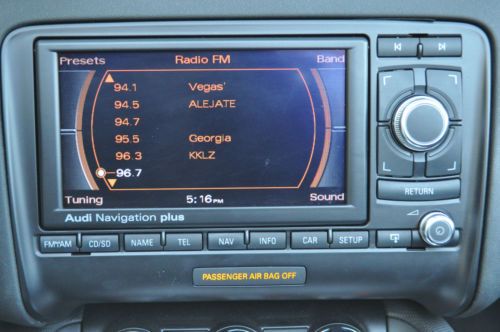 Presets Radio FM Band
94.1 Vegas'
94.5 ALEJATE
94.7
95.5 Georgia
96.3 KKLZ
96.7
Tuning 5:16PM Sound
Audi Navigation plus
RETURN
FM/AM CD/SD NAME TEL NAV INFO CAR SETUP
PASSENGER AIR BAG OFF